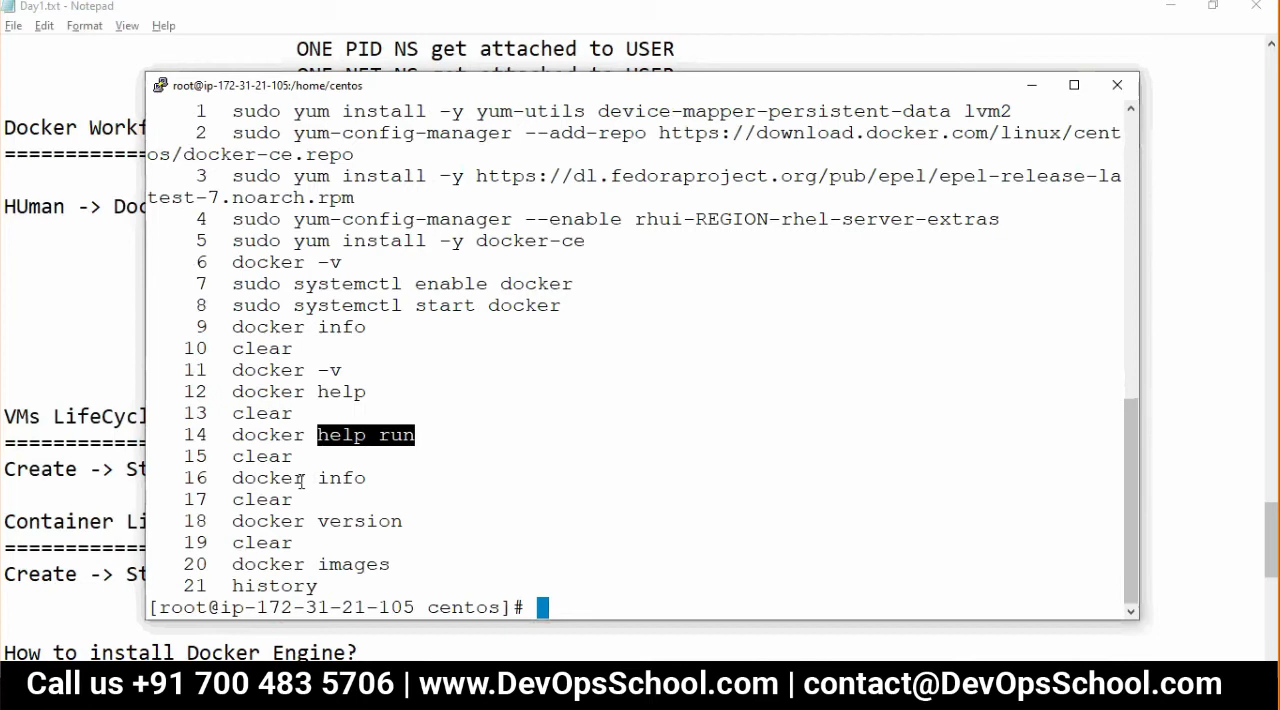 Day1.txt - Notepad
File Edit Format View Help
ONE PID NS get attached to USER
ONE NET NS get attached to USER
root@ip-172-31-21-105:/home/centos
1 sudo yum install -y yum-utils device-mapper-persistent-data lvm2
Docker Workf
2 sudo yum-config-manager --add-repo https://download.docker.com/linux/cent
os/docker-ce.repo
3 sudo yum install -y https://dl.fedoraproject.org/pub/epel/epel-release-la
test-7.noarch.rpm
HUman -> Doc
4 sudo yum-config-manager --enable rhui-REGION-rhel-server-extras
5 sudo yum install -y docker-ce
6 docker -v
7 sudo systemctl enable docker
8 sudo systemctl start docker
9 docker info
10 clear
11 docker -v
12 docker help
13 clear
VMs LifeCycl
14 docker help run
15 clear
Create -> St
16 docker info
17 clear
Container Li
18 docker version
19 clear
20 docker images
Create -> St
21 history
[root@ip-172-31-21-105 centos]#
How to install Docker Engine?
Call us +91 700 483 5706 | www.DevOpsSchool.com | contact@DevOpsSchool.com